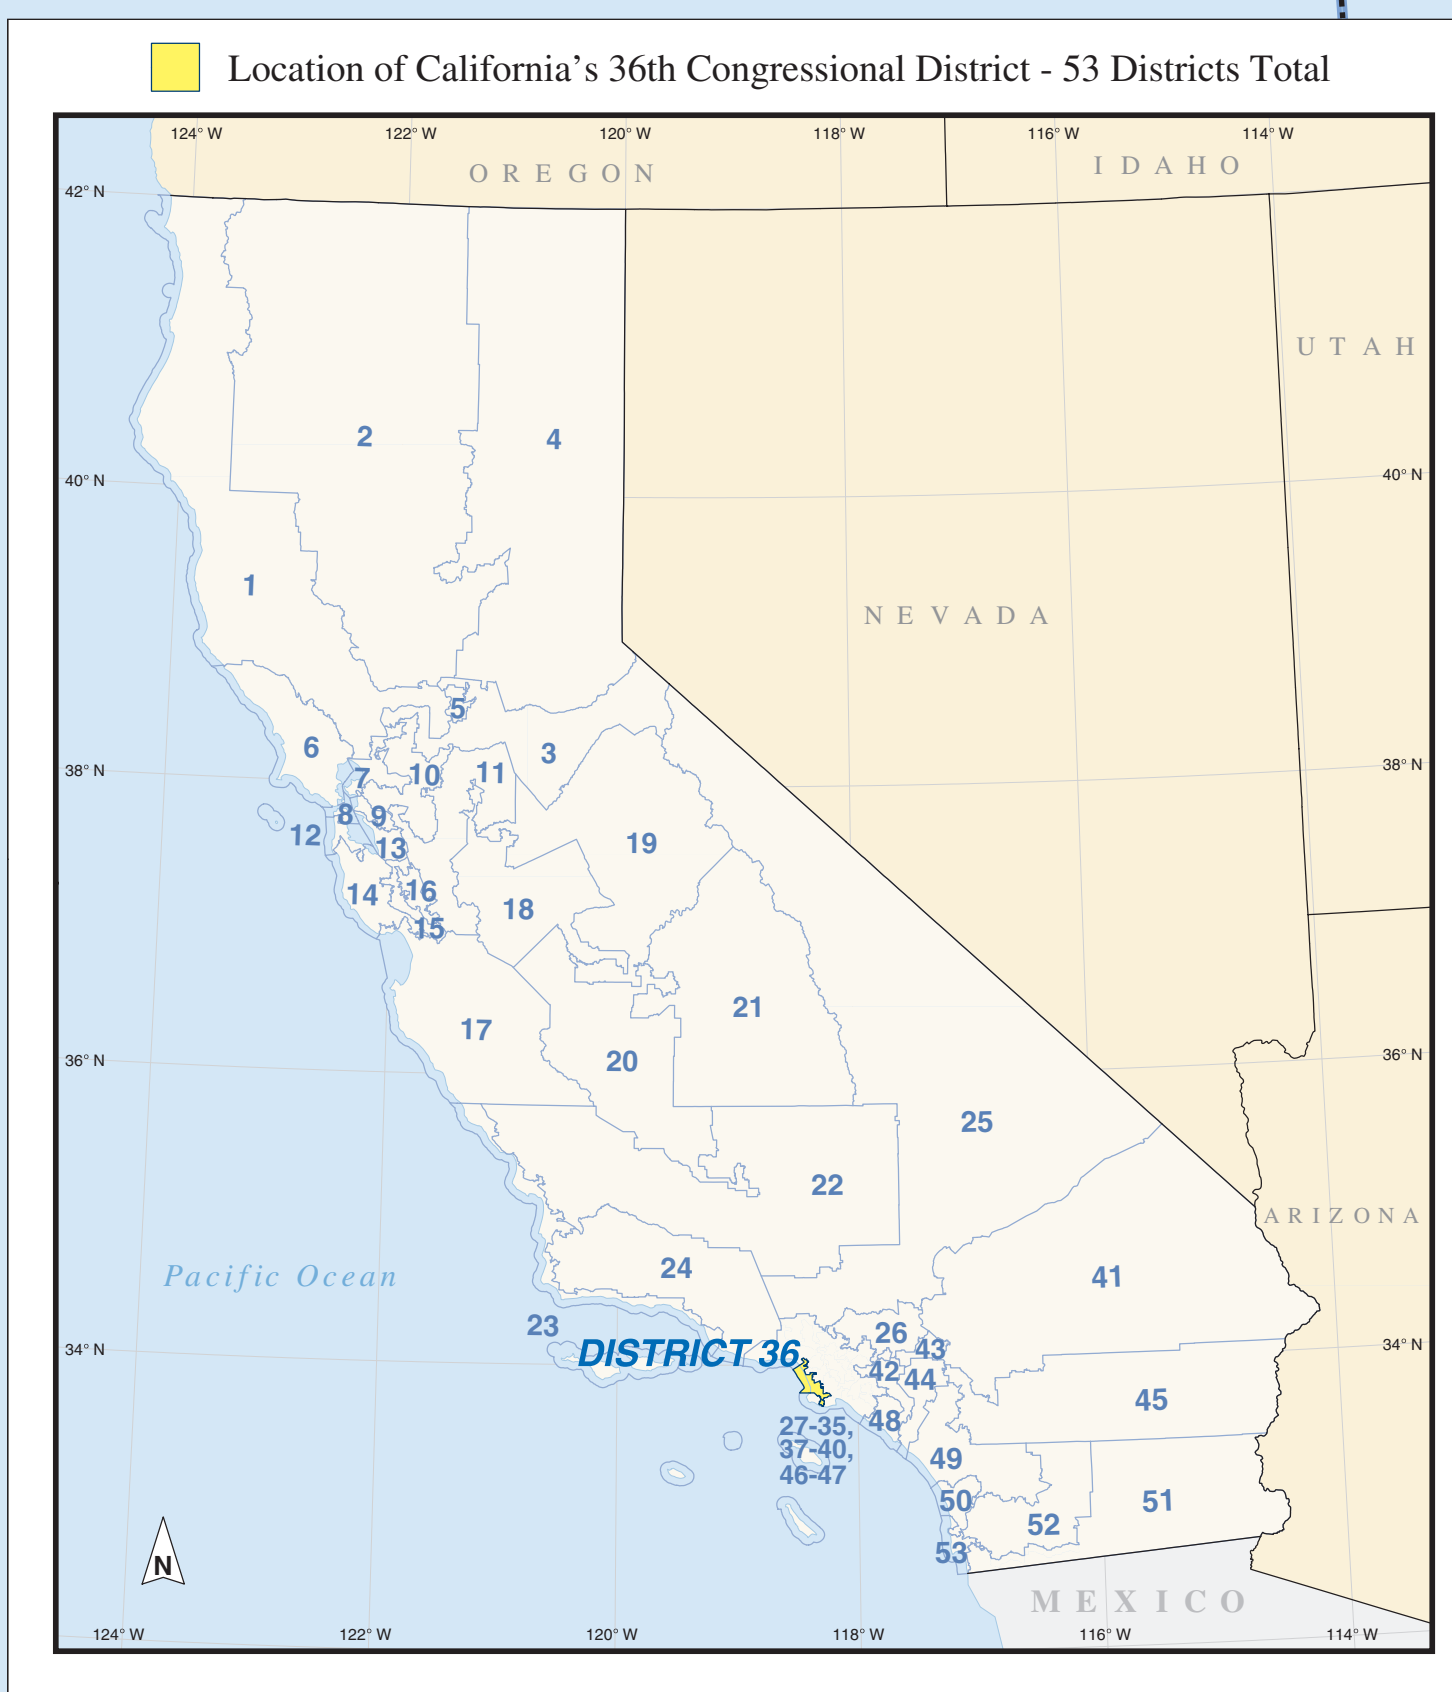 Location of California's 36th Congressional District - 53 Districts Total
124° W 122° W 120° W 118° W 116° W 114° W
OREGON
IDAHO
42° N
UTAH
2
4
40° N
40° N
1
NEVADA
5
6
3
38° N
7
10
11
38° N
8
9
12
13
19
14
16
18
15
21
17
36° N
20
36° N
25
22
ARIZONA
Pacific Ocean
24
41
23
26
43
34° N
DISTRICT 36
34° N
42
44
45
48
27-35,
37-40,
46-47
49
50
51
52
53
N
MEXICO
124° W 122° W 120° W 118° W 116° W 114° W